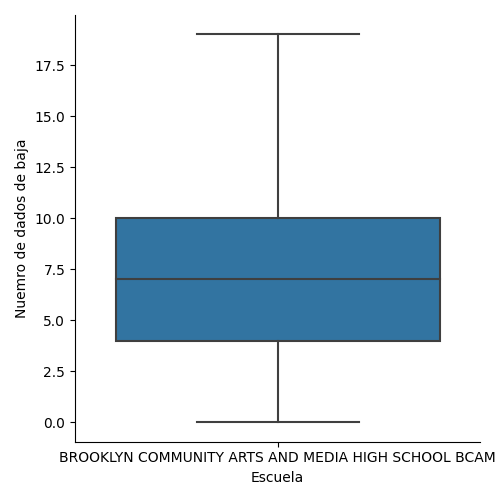 17.5
15.0
12.5
10.0
7.5
5.0
2.5
0.0
Nuemro de dados de baja
BROOKLYN COMMUNITY ARTS AND MEDIA HIGH SCHOOL BCAM
Escuela